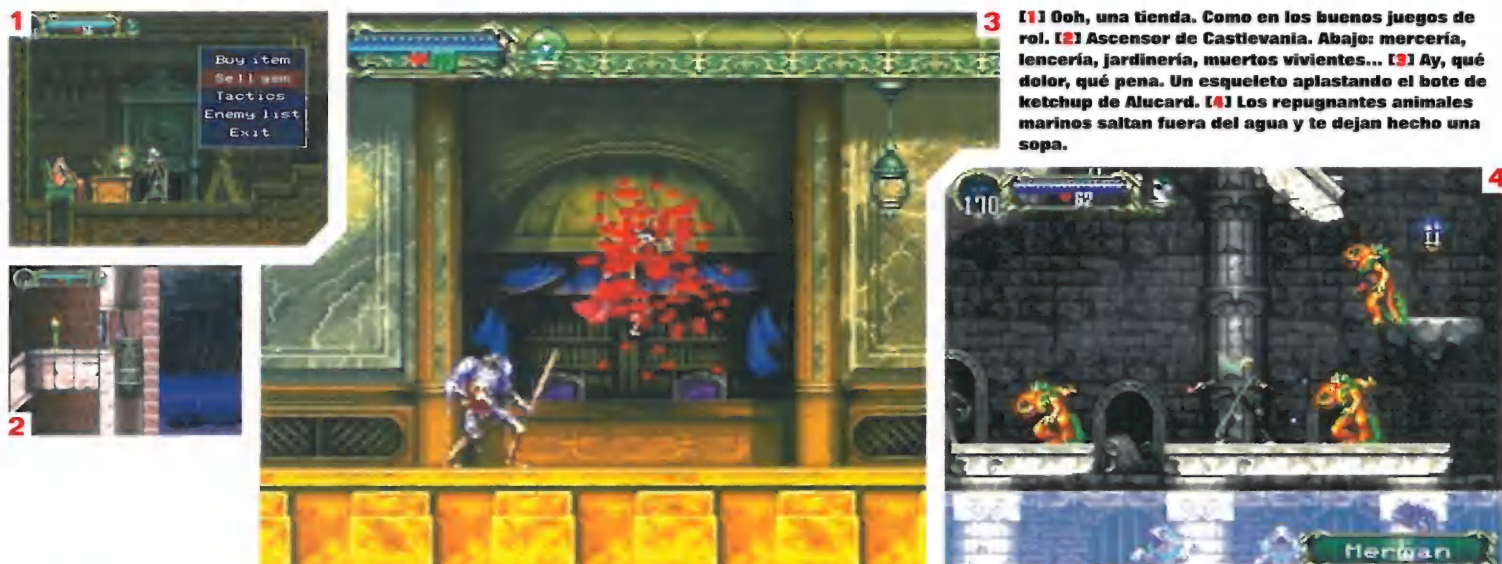 1
Buy item
Sell gem
Tactics
Enemy list
Exit
2
3
[1] Ooh, una tienda. Como en los buenos juegos de
rol. [2] Ascensor de Castlevania. Abajo: mercería,
lencería, jardinería, muertos vivientes... [3] Ay, qué
dolor, qué pena. Un esqueleto aplastando el bote de
ketchup de Alucard. [4] Los repugnantes animales
marinos saltan fuera del agua y te dejan hecho una
sopa.
4
170
62
Merman